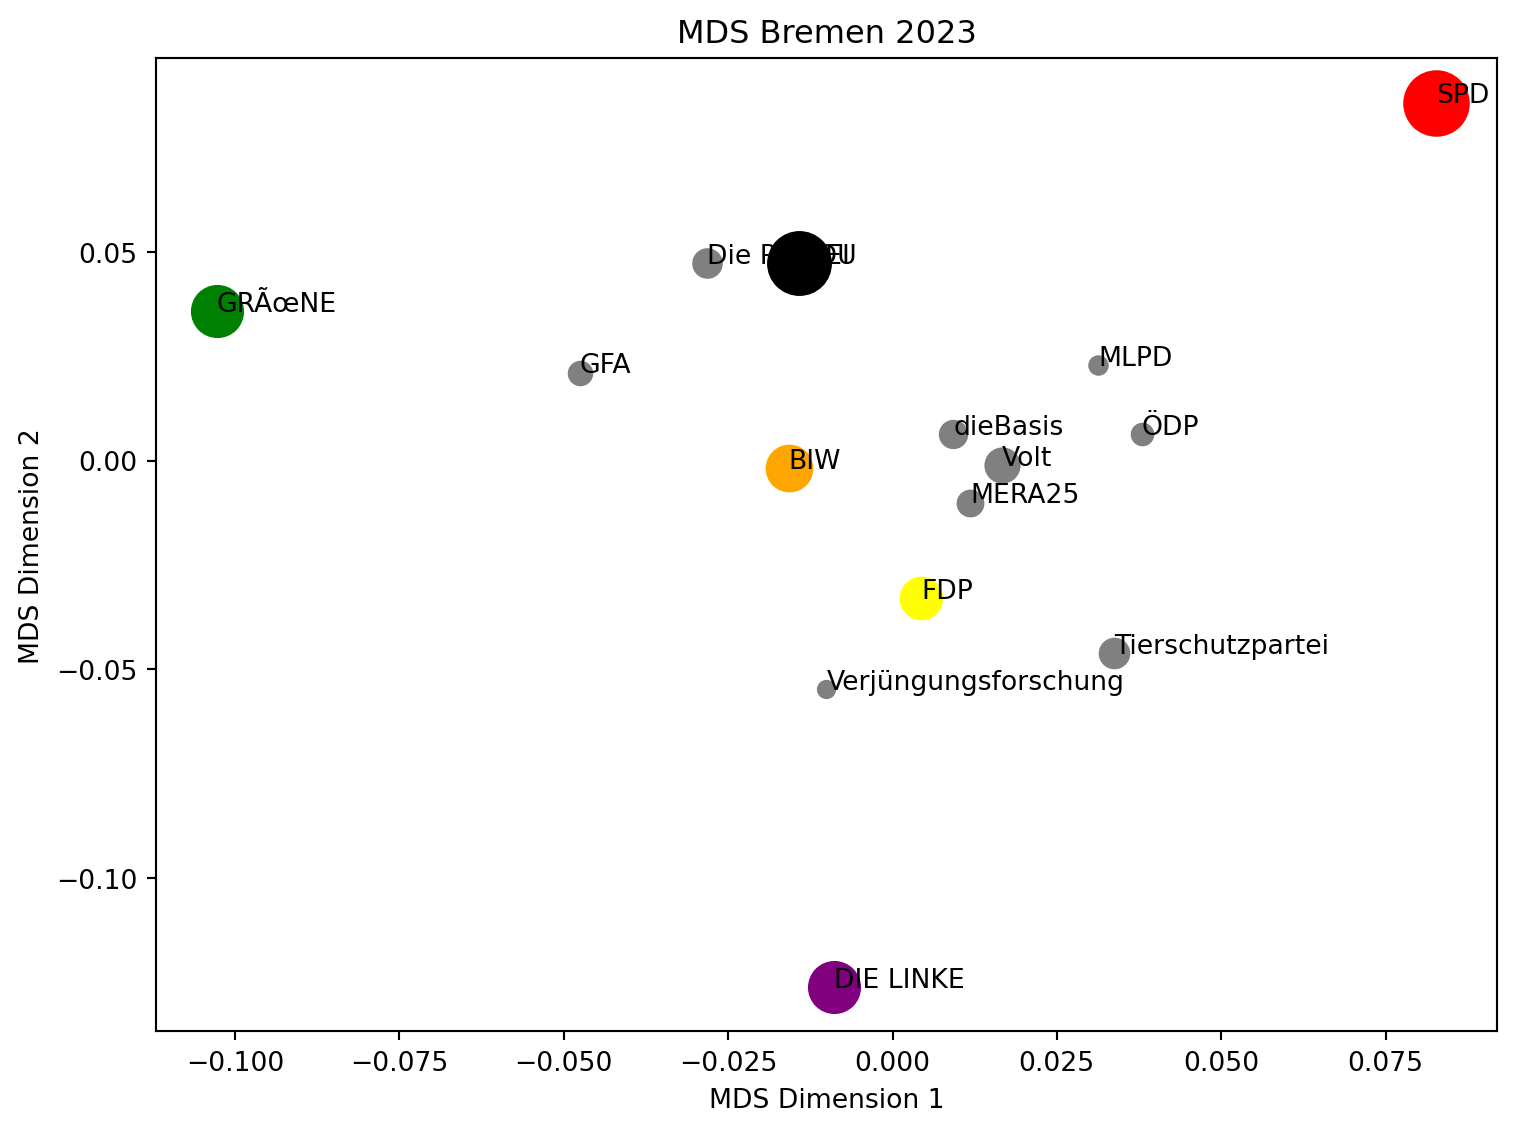 MDS Bremen 2023
SPD
0.05
GRÃœNE
GFA
MLPD
dieBasis
ÖDP
BIW
Volt
0.00
MERA25
MDS Dimension 2
FDP
Tierschutzpartei
−0.05
Verjüngungsforschung
−0.10
DIE LINKE
−0.100 −0.075 −0.050 −0.025 0.000 0.025 0.050 0.075
MDS Dimension 1